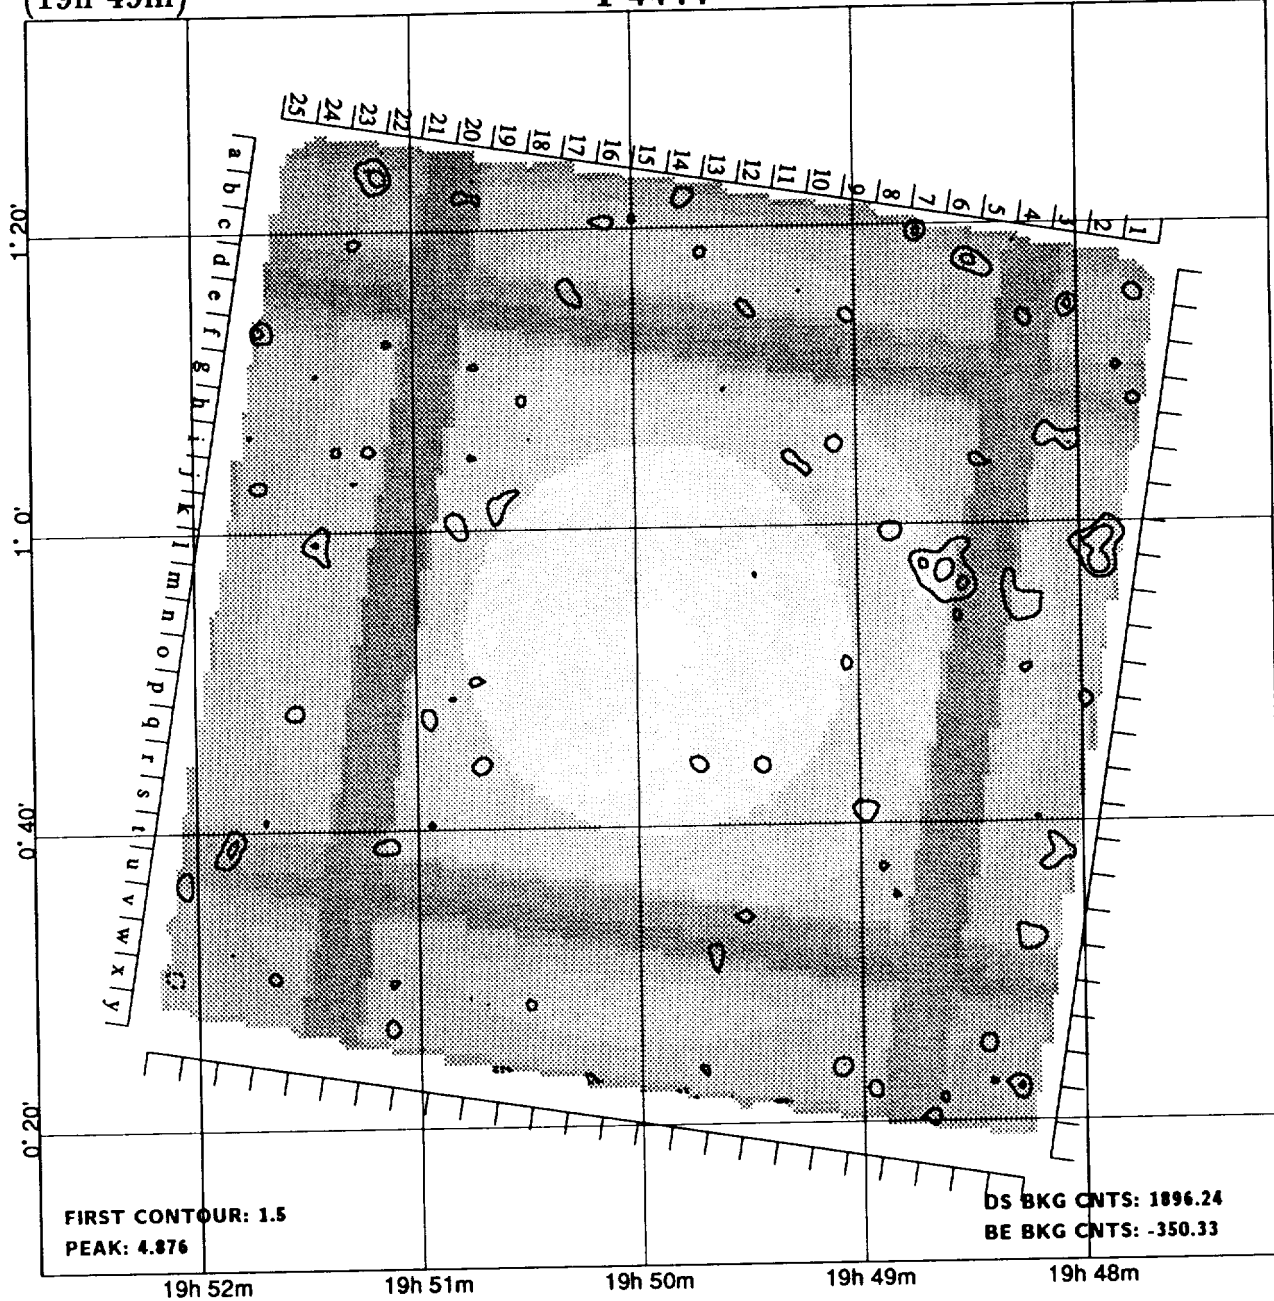 (19h 49m)
25 24 23 22 21 20 19 18 17 16 15 14 13 12 11 10 9 8 7 6 5 4 3 2 1
a b c d e f g h i j k l m n o p q r s t u v w x y
1° 20'
1° 0'
0° 40'
0° 20'
FIRST CONTOUR: 1.5
PEAK: 4.876
DS BKG CNTS: 1896.24
BE BKG CNTS: -350.33
19h 52m 19h 51m 19h 50m 19h 49m 19h 48m